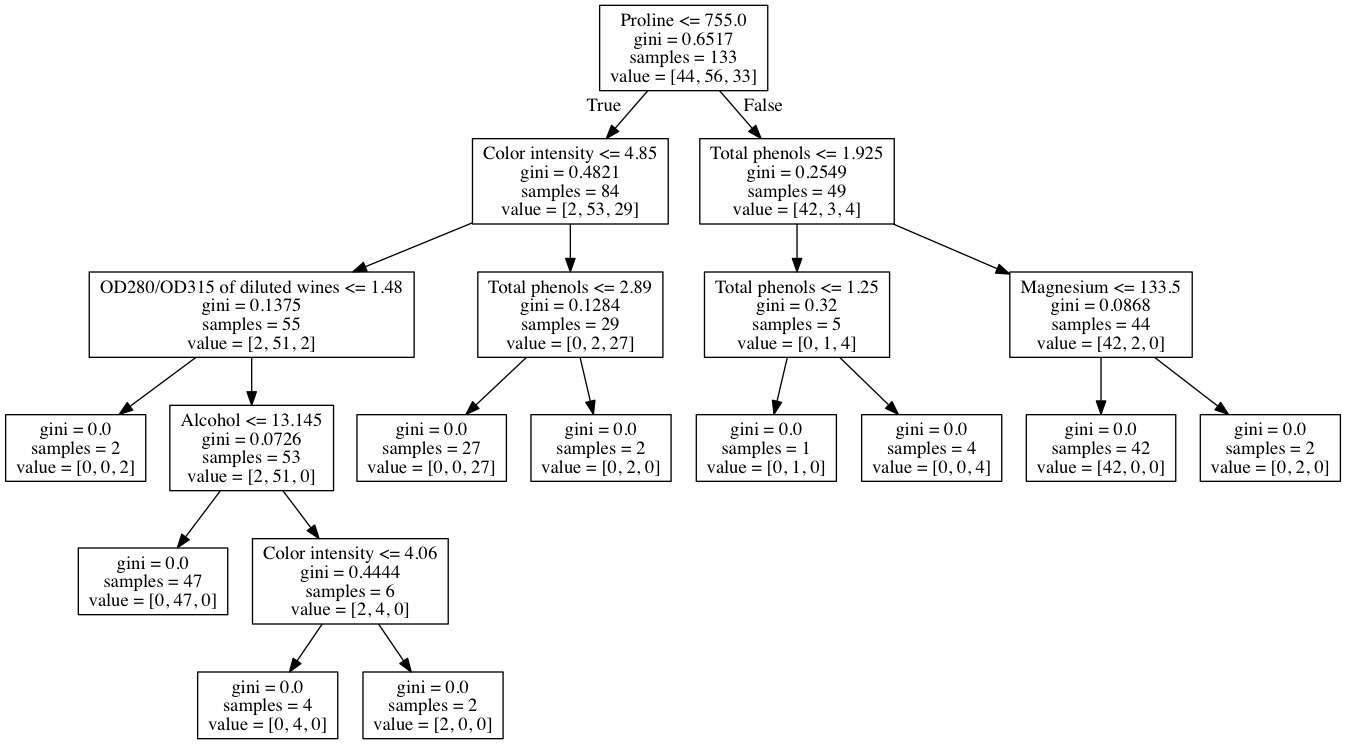 Proline <= 755.0
gini = 0.6517
samples = 133
value = [44, 56, 33]
True
False
Color intensity <= 4.85
gini = 0.4821
samples = 84
value = [2, 53, 29]
Total phenols <= 1.925
gini = 0.2549
samples = 49
value = [42, 3, 4]
OD280/OD315 of diluted wines <= 1.48
gini = 0.1375
samples = 55
value = [2, 51, 2]
Total phenols <= 2.89
gini = 0.1284
samples = 29
value = [0, 2, 27]
Total phenols <= 1.25
gini = 0.32
samples = 5
value = [0, 1, 4]
Magnesium <= 133.5
gini = 0.0868
samples = 44
value = [42, 2, 0]
gini = 0.0
samples = 2
value = [0, 0, 2]
Alcohol <= 13.145
gini = 0.0726
samples = 53
value = [2, 51, 0]
gini = 0.0
samples = 27
value = [0, 0, 27]
gini = 0.0
samples = 2
value = [0, 2, 0]
gini = 0.0
samples = 1
value = [0, 1, 0]
gini = 0.0
samples = 4
value = [0, 0, 4]
gini = 0.0
samples = 42
value = [42, 0, 0]
gini = 0.0
samples = 2
value = [0, 2, 0]
gini = 0.0
samples = 47
value = [0, 47, 0]
Color intensity <= 4.06
gini = 0.4444
samples = 6
value = [2, 4, 0]
gini = 0.0
samples = 4
value = [0, 4, 0]
gini = 0.0
samples = 2
value = [2, 0, 0]